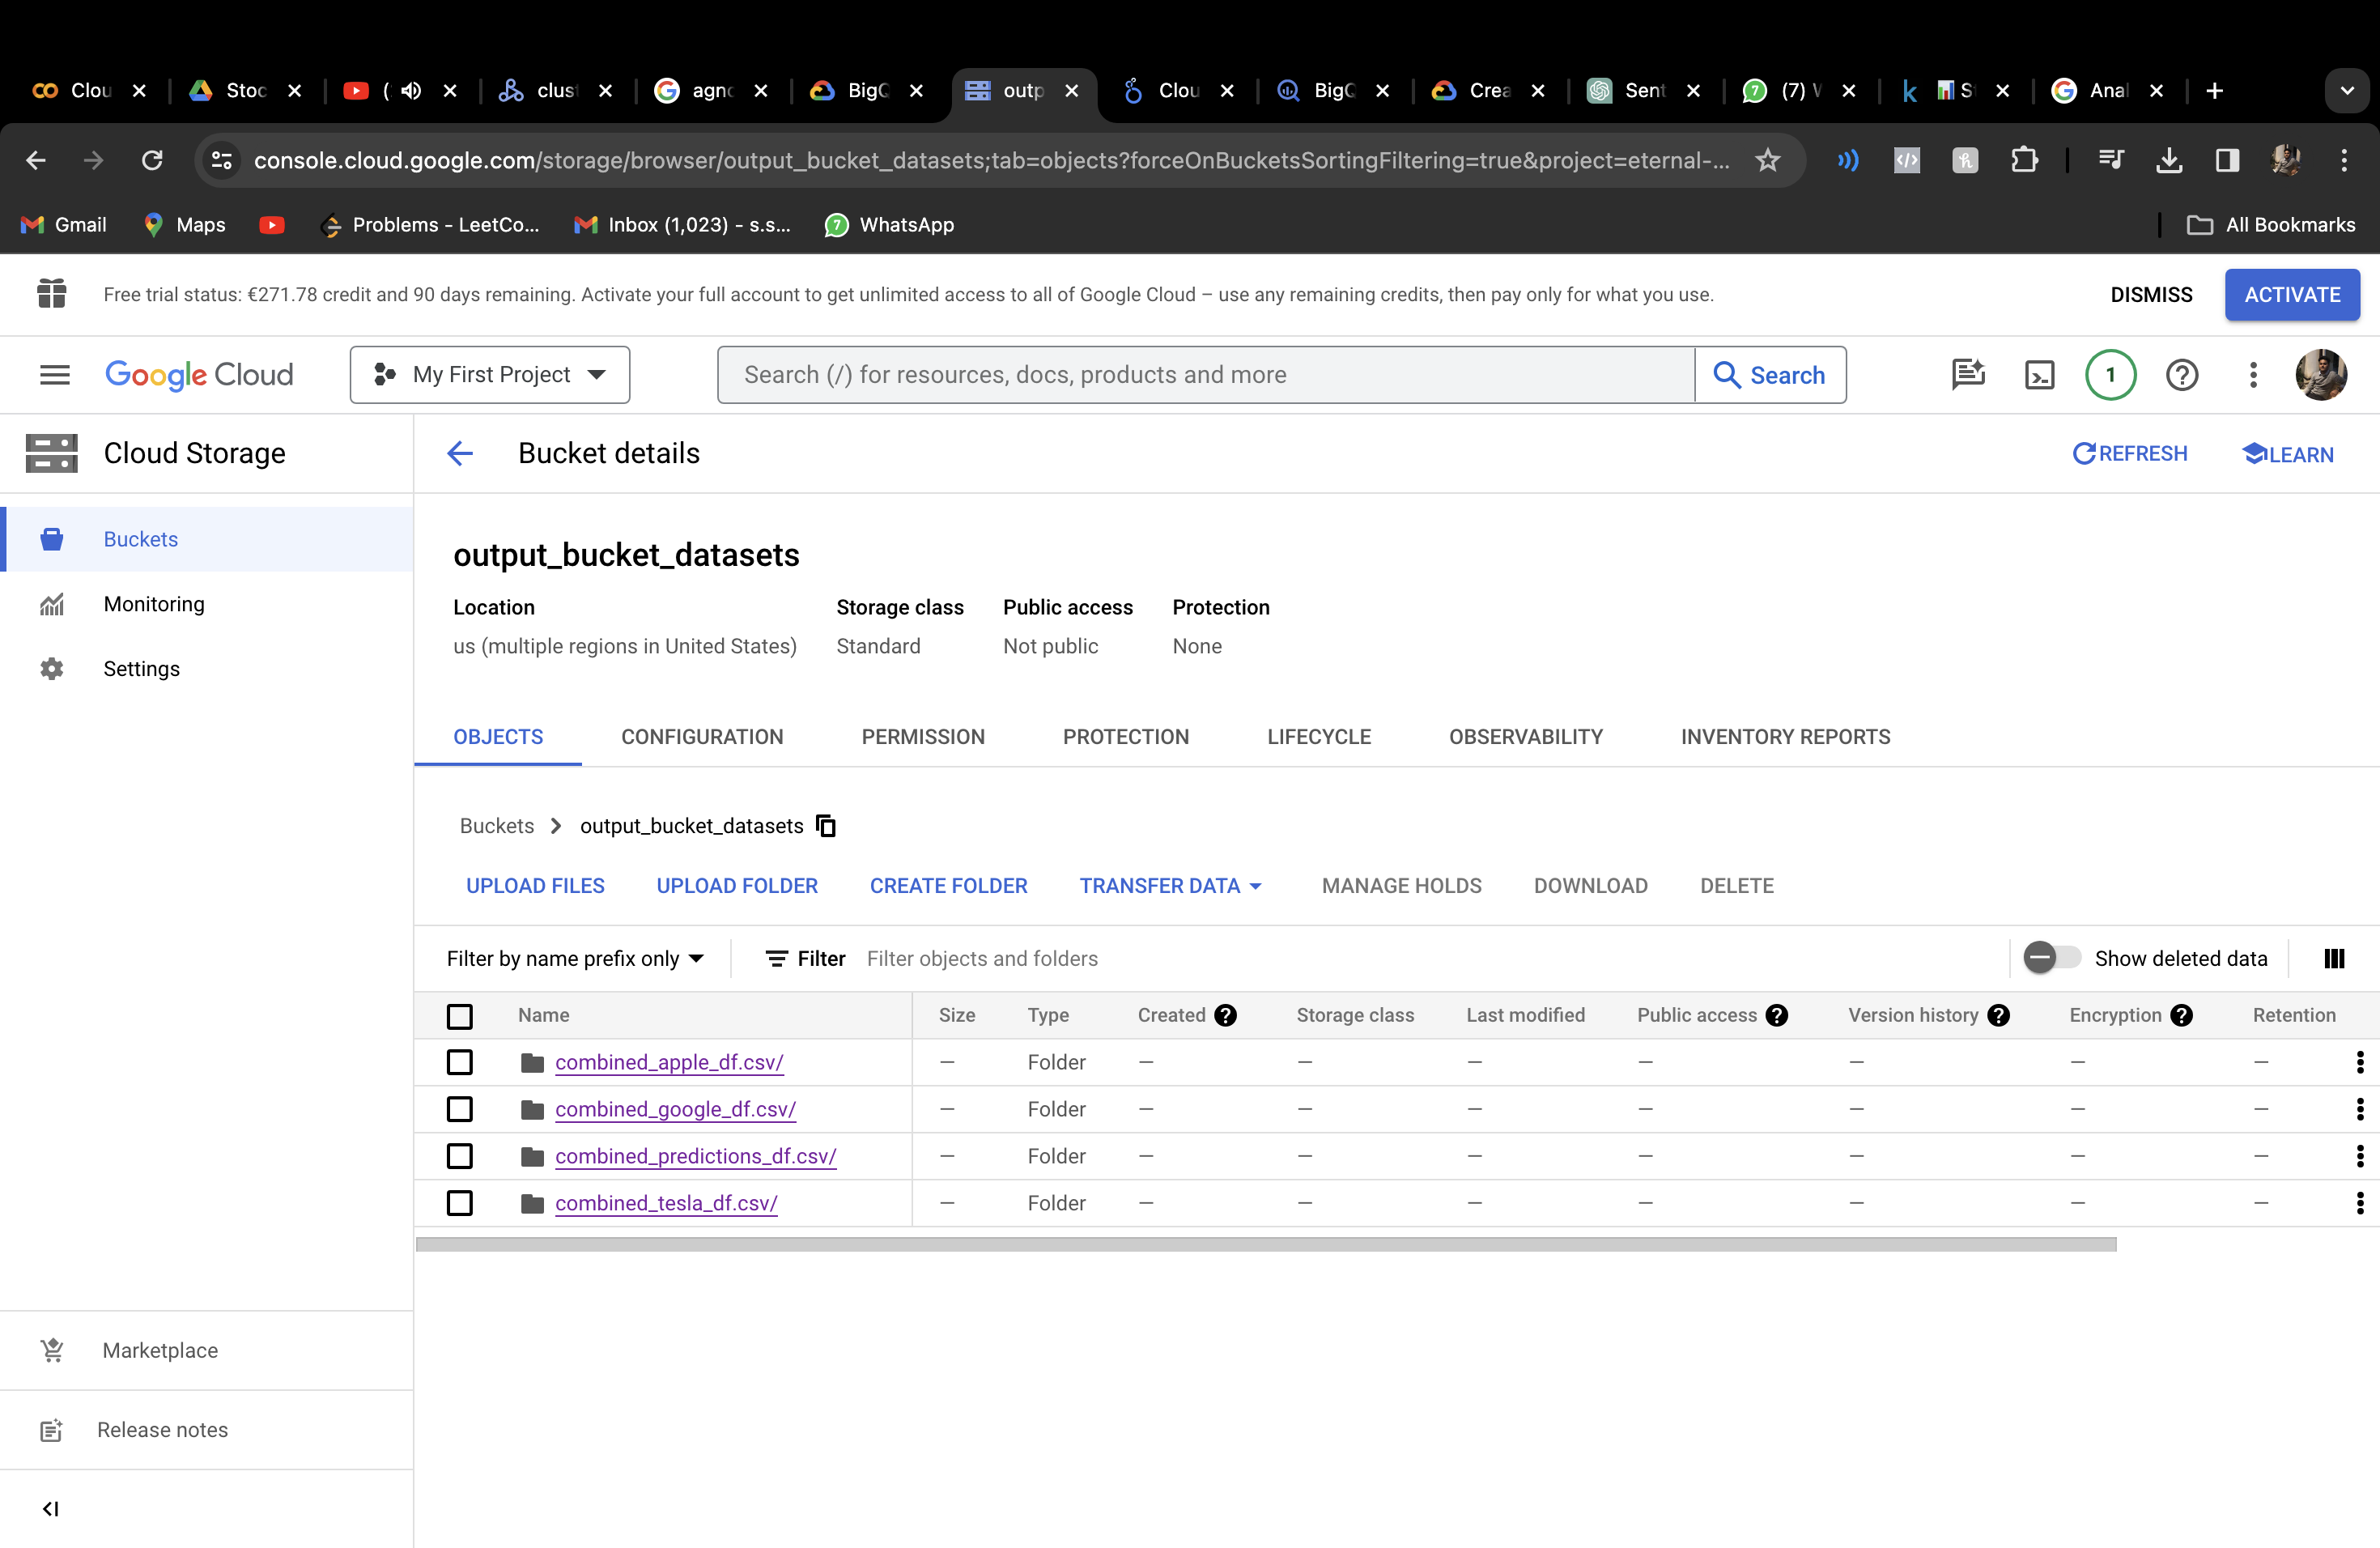 Clou
Stoc
(
clust
agno
BigQ
outp
Clou
BigQ
Crea
Sent
(7) W
S
Anal
console.cloud.google.com/storage/browser/output_bucket_datasets;tab=objects?forceOnBucketsSortingFiltering=true&project=eternal-...
Gmail
Maps
Problems - LeetCo...
Inbox (1,023) - s.s...
7
WhatsApp
All Bookmarks
Free trial status: €271.78 credit and 90 days remaining. Activate your full account to get unlimited access to all of Google Cloud – use any remaining credits, then pay only for what you use.
DISMISS
ACTIVATE
Google Cloud
My First Project
Search (/) for resources, docs, products and more
Search
1
Cloud Storage
Bucket details
REFRESH
LEARN
Buckets
Monitoring
Settings
output_bucket_datasets
Location
Storage class
Public access
Protection
us (multiple regions in United States)
Standard
Not public
None
OBJECTS
CONFIGURATION
PERMISSION
PROTECTION
LIFECYCLE
OBSERVABILITY
INVENTORY REPORTS
Buckets > output_bucket_datasets
UPLOAD FILES
UPLOAD FOLDER
CREATE FOLDER
TRANSFER DATA
MANAGE HOLDS
DOWNLOAD
DELETE
Filter by name prefix only
Filter
Filter objects and folders
Show deleted data
Name Size Type Created Storage class Last modified Public access Version history Encryption Retention
combined_apple_df.csv/ — Folder — — — — — — —
combined_google_df.csv/ — Folder — — — — — — —
combined_predictions_df.csv/ — Folder — — — — — — —
combined_tesla_df.csv/ — Folder — — — — — — —
Marketplace
Release notes